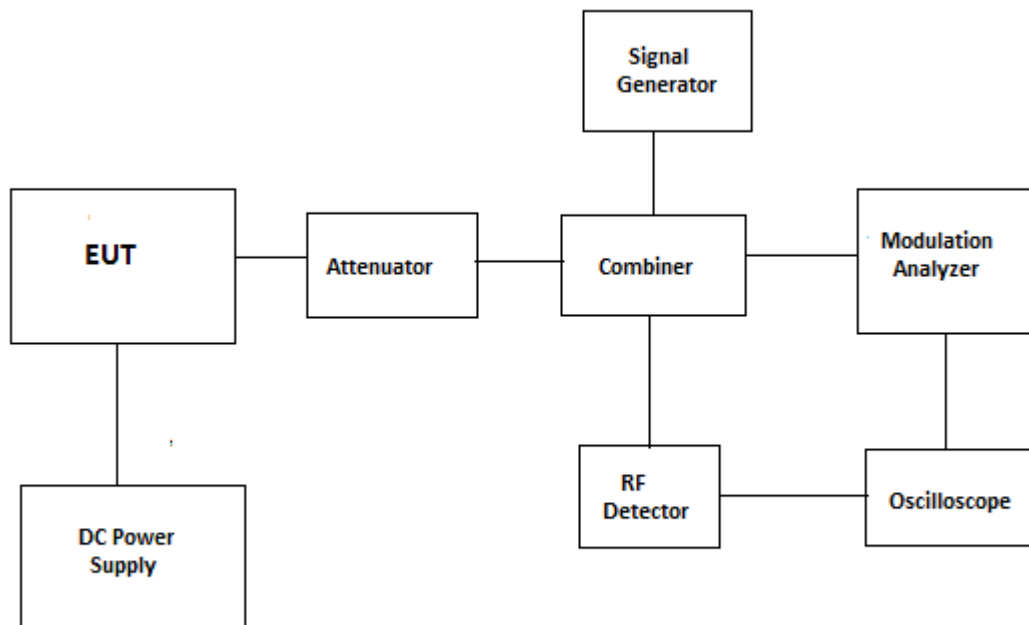 Signal
Generator
EUT
Attenuator
Combiner
Modulation
Analyzer
DC Power
Supply
RF
Detector
Oscilloscope